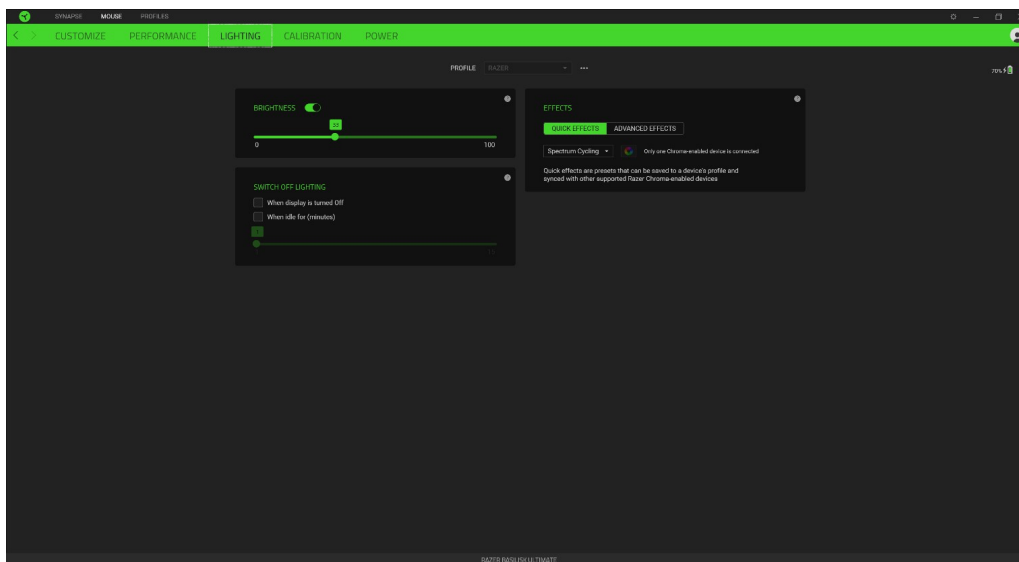 SYNAPSE MOUSE PROFILES
CUSTOMIZE PERFORMANCE LIGHTING CALIBRATION POWER
PROFILE RAZER
70%
BRIGHTNESS
33
0 100
SWITCH OFF LIGHTING
When display is turned Off
When idle for (minutes)
1
EFFECTS
QUICK EFFECTS ADVANCED EFFECTS
Spectrum Cycling Only one Chroma-enabled device is connected
Quick effects are presets that can be saved to a device's profile and
synced with other supported Razer Chroma-enabled devices
RAZER BASILISK ULTIMATE